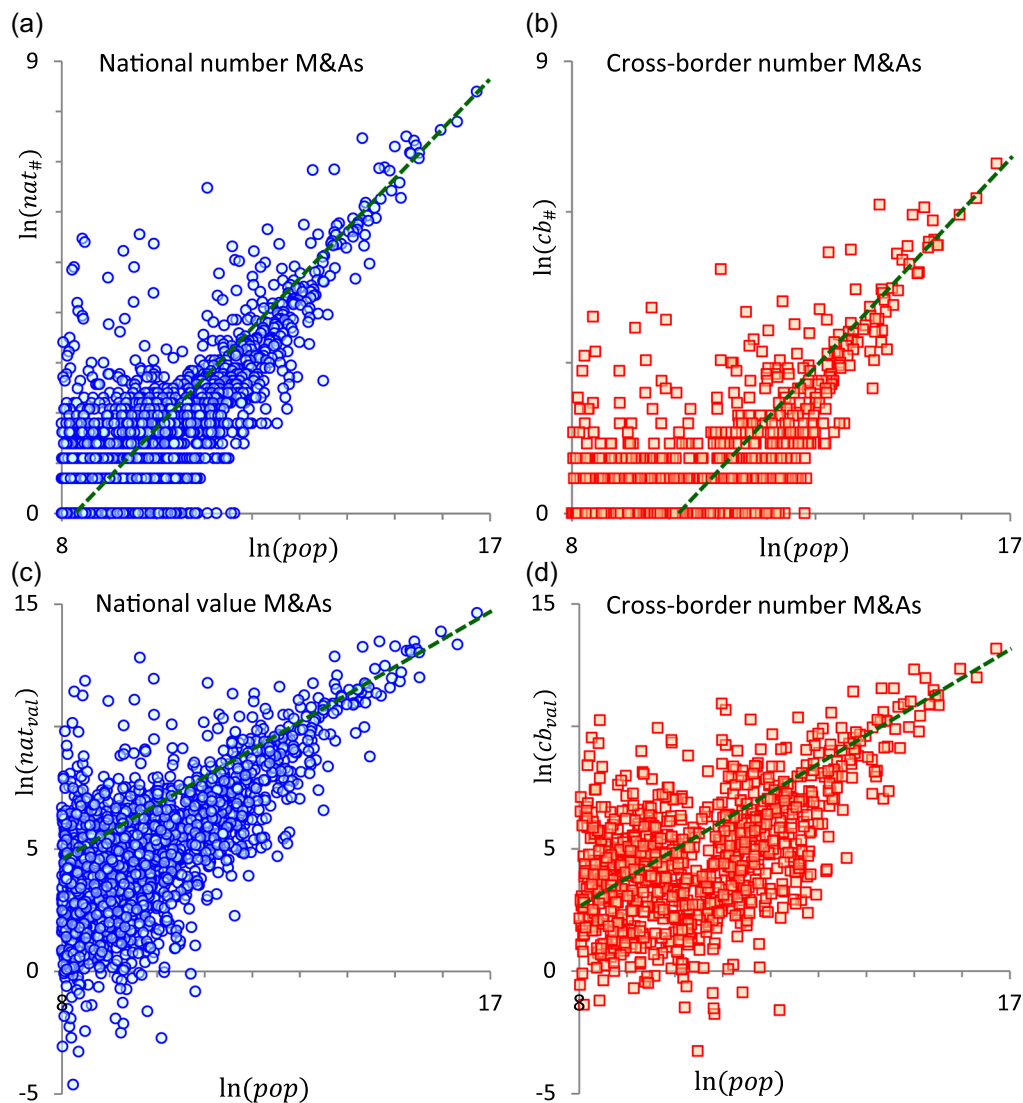 (a)
National number M&As
9
ln(nat#)
0
8
ln(pop)
17
(b)
Cross-border number M&As
9
ln(cb#)
0
8
ln(pop)
17
(c)
National value M&As
15
ln(natval)
5
0
-5
8
17
ln(pop)
(d)
Cross-border number M&As
15
ln(cbval)
5
0
-5
8
17
ln(pop)